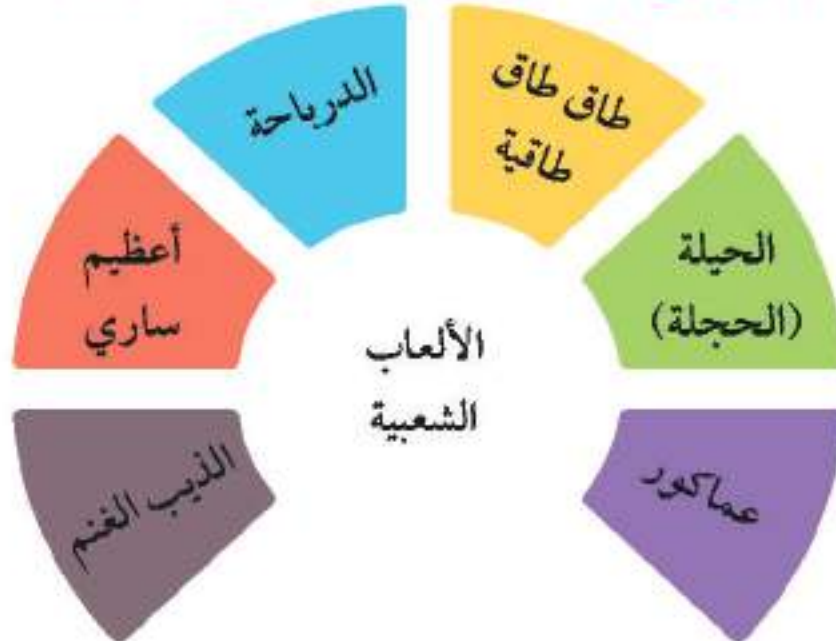 الألعاب
الشعبية
عماكور
الحيلة
(الحجلة)
طاق طاق
طاقية
الدرباحة
أعظيم
ساري
الذيب الغنم